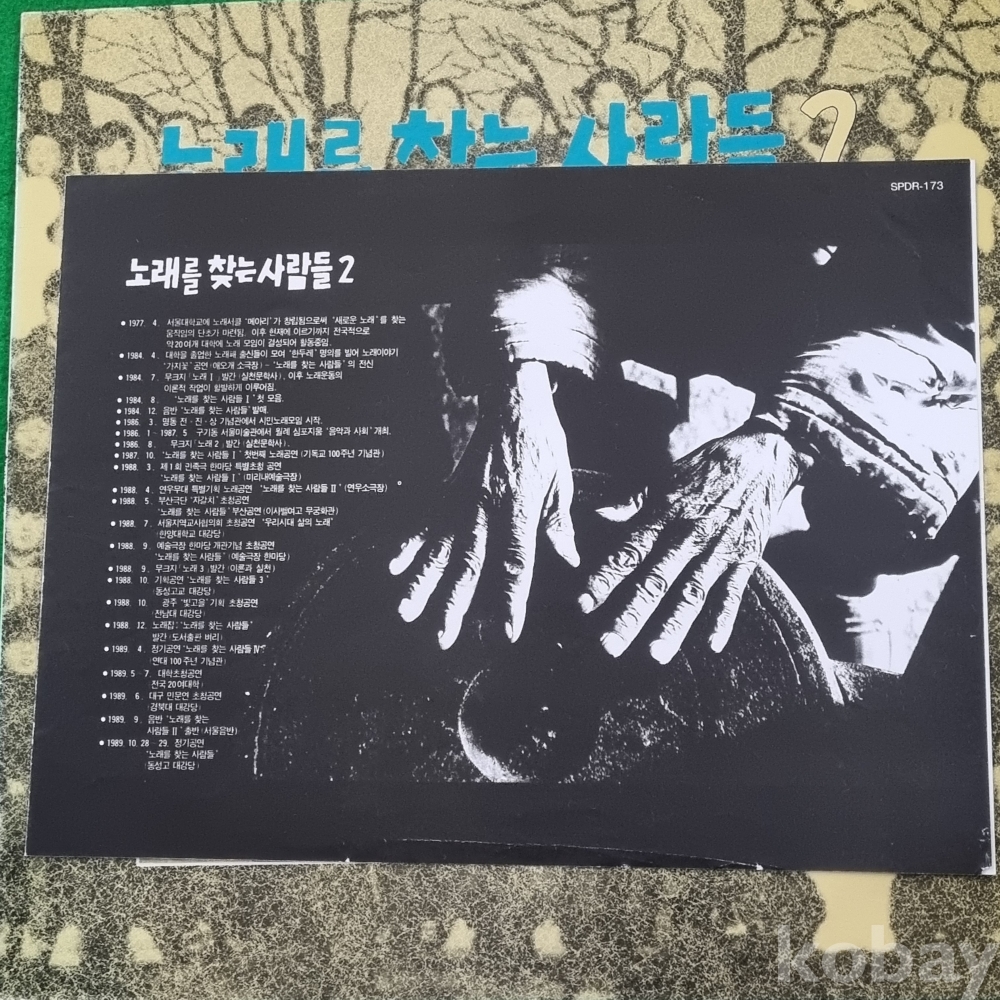 노래를 찾는 사람들 2
SPDR-173
노래를 찾는사람들 2
● 1977. 4. 서울대학교에 노래서클 "메아리"가 창립됨으로써 "새로운 노래"를 찾는
움직임의 단초가 마련됨. 이후 현재에 이르기까지 전국적으로
약 20여개 대학에 노래 모임이 결성되어 활동중임.
● 1984. 4. 대학을 졸업한 노래패 출신들이 모여 "한두레" 명의를 빌어 노래이야기
"가지꽃" 공연(애오개 소극장) - "노래를 찾는 사람들"의 전신
● 1984. 7. 무크지「노래 I」발간(실천문학사). 이후 노래운동의
이론적 작업이 활발하게 이루어짐.
● 1984. 8. "노래를 찾는 사람들 I" 첫 모음.
● 1984. 12. 음반 "노래를 찾는 사람들" 발매.
● 1986. 3. 명동 전·진·상 기념관에서 시민노래모임 시작.
● 1986. 1-1987. 5. 구기동 서울미술관에서 월례 심포지움 "음악과 사회" 개최.
● 1986. 8. 무크지「노래 2」발간(실천문학사).
● 1987. 10. "노래를 찾는 사람들 I" 첫번째 노래공연(기독교 100주년 기념관)
● 1988. 3. 제1회 민족극 한마당 특별초청 공연
"노래를 찾는 사람들 I"(미리내예술극장)
● 1988. 4. 연우무대 특별기획 노래공연 "노래를 찾는 사람들 II"(연우소극장)
● 1988. 5. 부산극단 "자갈치" 초청공연
"노래를 찾는 사람들" 부산공연(이사벨여고 무궁화관)
● 1988. 7. 서울지역교사협의회 초청공연 "우리시대 삶의 노래"
(한양대학교 대강당)
● 1988. 9. 예술극장 한마당 개관기념 초청공연
"노래를 찾는 사람들"(예술극장 한마당)
● 1988. 9. 무크지「노래 3」발간(이론과 실천)
● 1988. 10. 기획공연 "노래를 찾는 사람들 3"
(동성고교 대강당)
● 1988. 10. 광주 "빛고을" 기획 초청공연
(전남대 대강당)
● 1988. 12. 노래집: "노래를 찾는 사람들"
발간(도서출판 버리)
● 1989. 4. 정기공연 "노래를 찾는 사람들 Ⅳ"
(연대 100주년 기념관)
● 1989. 5-7. 대학초청공연
(전국 20여대학)
● 1989. 6. 대구 민문연 초청공연
(경북대 대강당)
● 1989. 9. 음반 "노래를 찾는
사람들 II" 출반(서울음반)
● 1989. 10. 28-29. 정기공연
"노래를 찾는 사람들"
(동성고 대강당)
kobay